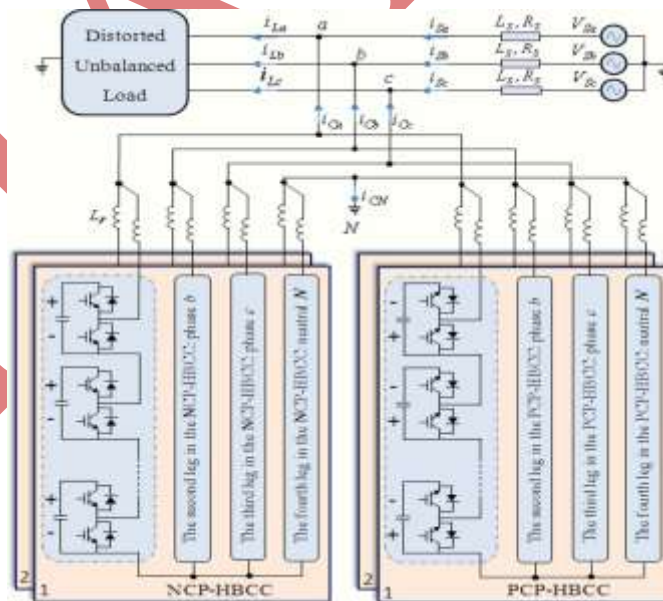 Distorted
Unbalanced
Load
i_La
i_Lb
i_Lc
a
b
c
i_Sa
i_Sb
i_Sc
L_S, R_S
L_S, R_S
L_S, R_S
V_Sa
V_Sb
V_Sc
i_Ca
i_Cb
i_Cc
i_CN
N
L_F
+
-
+
-
+
-
The second leg in the NCP-HBCC: phase b
The third leg in the NCP-HBCC: phase c
The fourth leg in the NCP-HBCC: neutral N
2
1
NCP-HBCC
-
+
-
+
-
+
The second leg in the PCP-HBCC: phase b
The third leg in the PCP-HBCC: phase c
The fourth leg in the PCP-HBCC: neutral N
2
1
PCP-HBCC